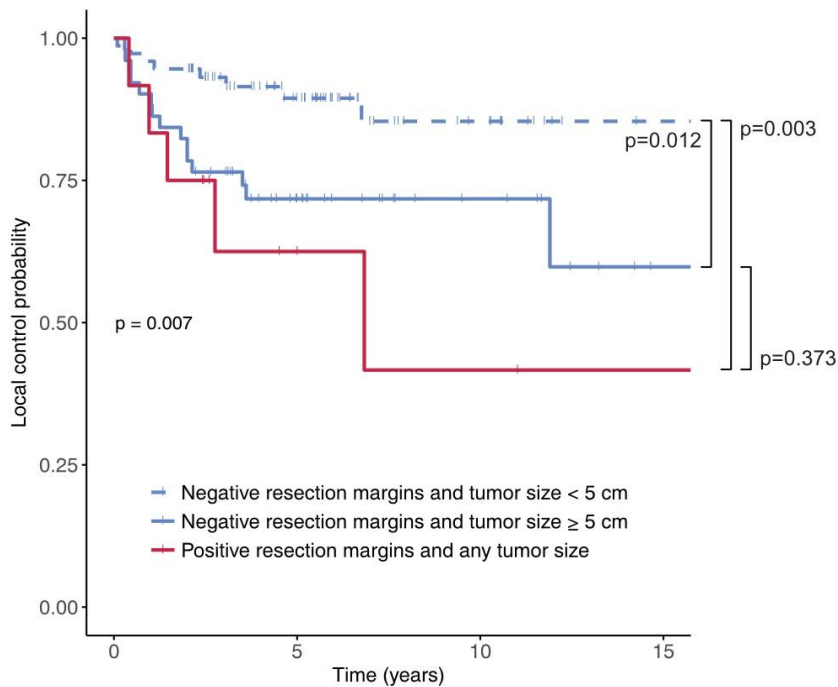 1.00
0.75
0.50
0.25
0.00
Local control probability
p=0.012
p=0.003
p = 0.007
p=0.373
Negative resection margins and tumor size < 5 cm
Negative resection margins and tumor size ≥ 5 cm
Positive resection margins and any tumor size
0 5 10 15
Time (years)